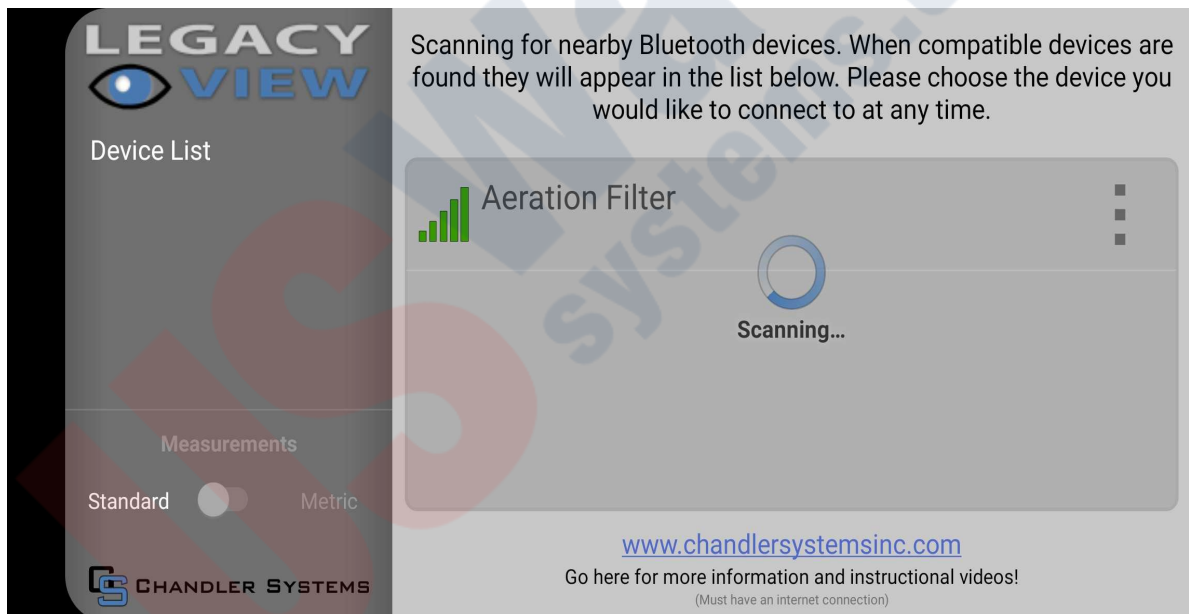 LEGACY
VIEW
Device List
Measurements
Standard Metric
CS CHANDLER SYSTEMS
Scanning for nearby Bluetooth devices. When compatible devices are
found they will appear in the list below. Please choose the device you
would like to connect to at any time.
Aeration Filter
Scanning...
www.chandlersystemsinc.com
Go here for more information and instructional videos!
(Must have an internet connection)
US
systems.